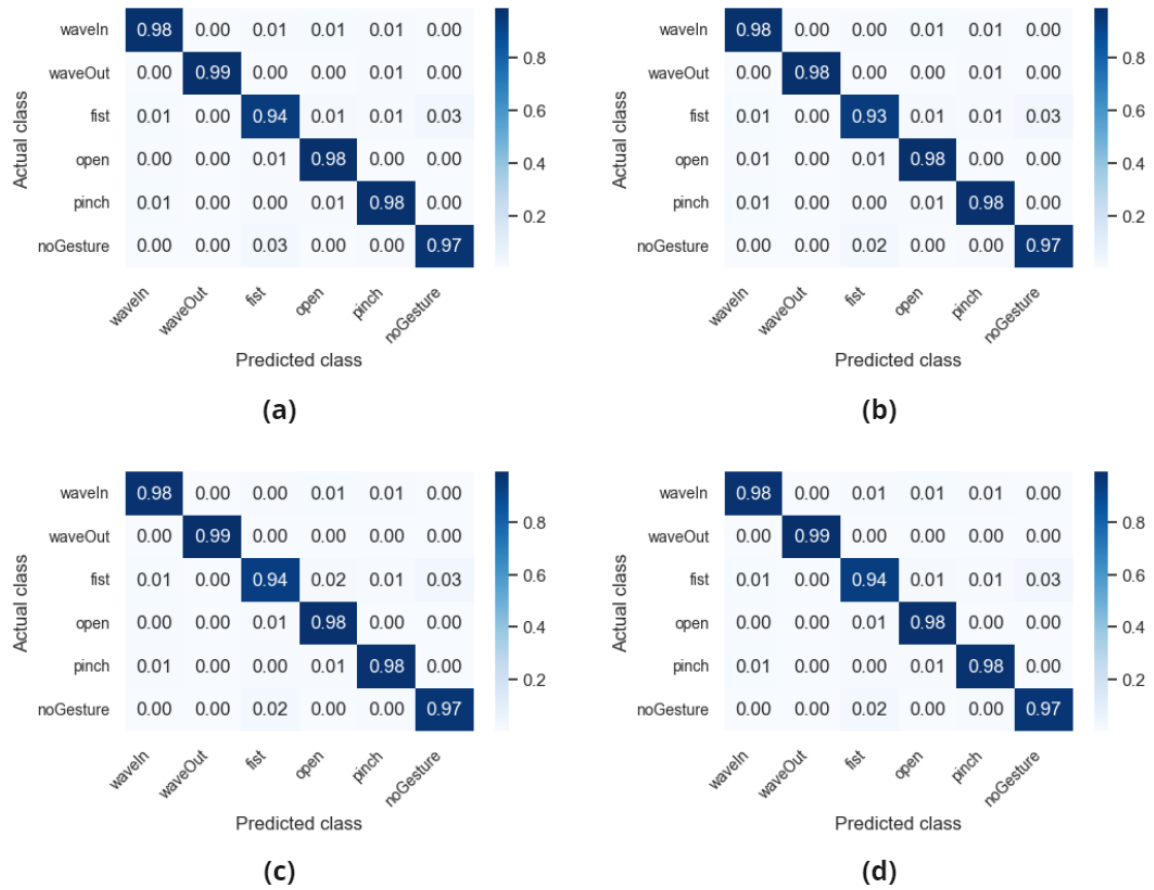 waveIn 0.98 0.00 0.01 0.01 0.01 0.00
waveOut 0.00 0.99 0.00 0.00 0.01 0.00
fist 0.01 0.00 0.94 0.01 0.01 0.03
open 0.00 0.00 0.01 0.98 0.00 0.00
pinch 0.01 0.00 0.00 0.01 0.98 0.00
noGesture 0.00 0.00 0.03 0.00 0.00 0.97
Actual class
0.8
0.6
0.4
0.2
waveIn waveOut fist open pinch noGesture
Predicted class
(a)
waveIn 0.98 0.00 0.00 0.01 0.01 0.00
waveOut 0.00 0.98 0.00 0.00 0.01 0.00
fist 0.01 0.00 0.93 0.01 0.01 0.03
open 0.01 0.00 0.01 0.98 0.00 0.00
pinch 0.01 0.00 0.00 0.01 0.98 0.00
noGesture 0.00 0.00 0.02 0.00 0.00 0.97
Actual class
0.8
0.6
0.4
0.2
waveIn waveOut fist open pinch noGesture
Predicted class
(b)
waveIn 0.98 0.00 0.00 0.01 0.01 0.00
waveOut 0.00 0.99 0.00 0.00 0.00 0.00
fist 0.01 0.00 0.94 0.02 0.01 0.03
open 0.00 0.00 0.01 0.98 0.00 0.00
pinch 0.01 0.00 0.00 0.01 0.98 0.00
noGesture 0.00 0.00 0.02 0.00 0.00 0.97
Actual class
0.8
0.6
0.4
0.2
waveIn waveOut fist open pinch noGesture
Predicted class
(c)
waveIn 0.98 0.00 0.01 0.01 0.01 0.00
waveOut 0.00 0.99 0.00 0.00 0.00 0.00
fist 0.01 0.00 0.94 0.01 0.01 0.03
open 0.00 0.00 0.01 0.98 0.00 0.00
pinch 0.01 0.00 0.00 0.01 0.98 0.00
noGesture 0.00 0.00 0.02 0.00 0.00 0.97
Actual class
0.8
0.6
0.4
0.2
waveIn waveOut fist open pinch noGesture
Predicted class
(d)